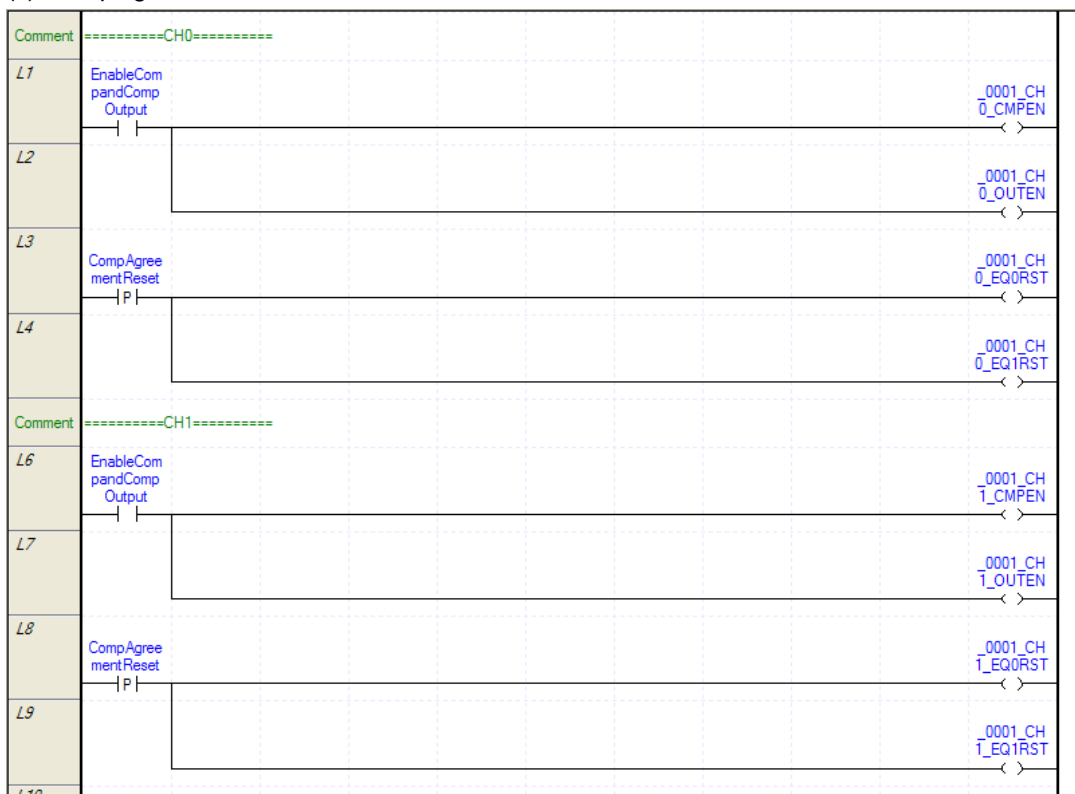 Comment ==========CH0==========
L1
EnableCom
pandComp
Output
_0001_CH
0_CMPEN
L2
_0001_CH
0_OUTEN
L3
CompAgree
mentReset
P
_0001_CH
0_EQ0RST
L4
_0001_CH
0_EQ1RST
Comment ==========CH1==========
L6
EnableCom
pandComp
Output
_0001_CH
1_CMPEN
L7
_0001_CH
1_OUTEN
L8
CompAgree
mentReset
P
_0001_CH
1_EQ0RST
L9
_0001_CH
1_EQ1RST